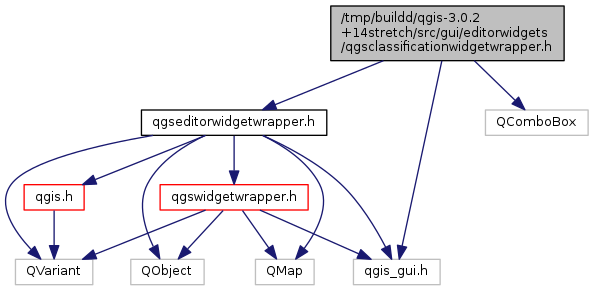 /tmp/buildd/qgis-3.0.2
+14stretch/src/gui/editorwidgets
/qgsclassificationwidgetwrapper.h
qgseditorwidgetwrapper.h
QComboBox
qgis.h
qgswidgetwrapper.h
QVariant
QObject
QMap
qgis_gui.h